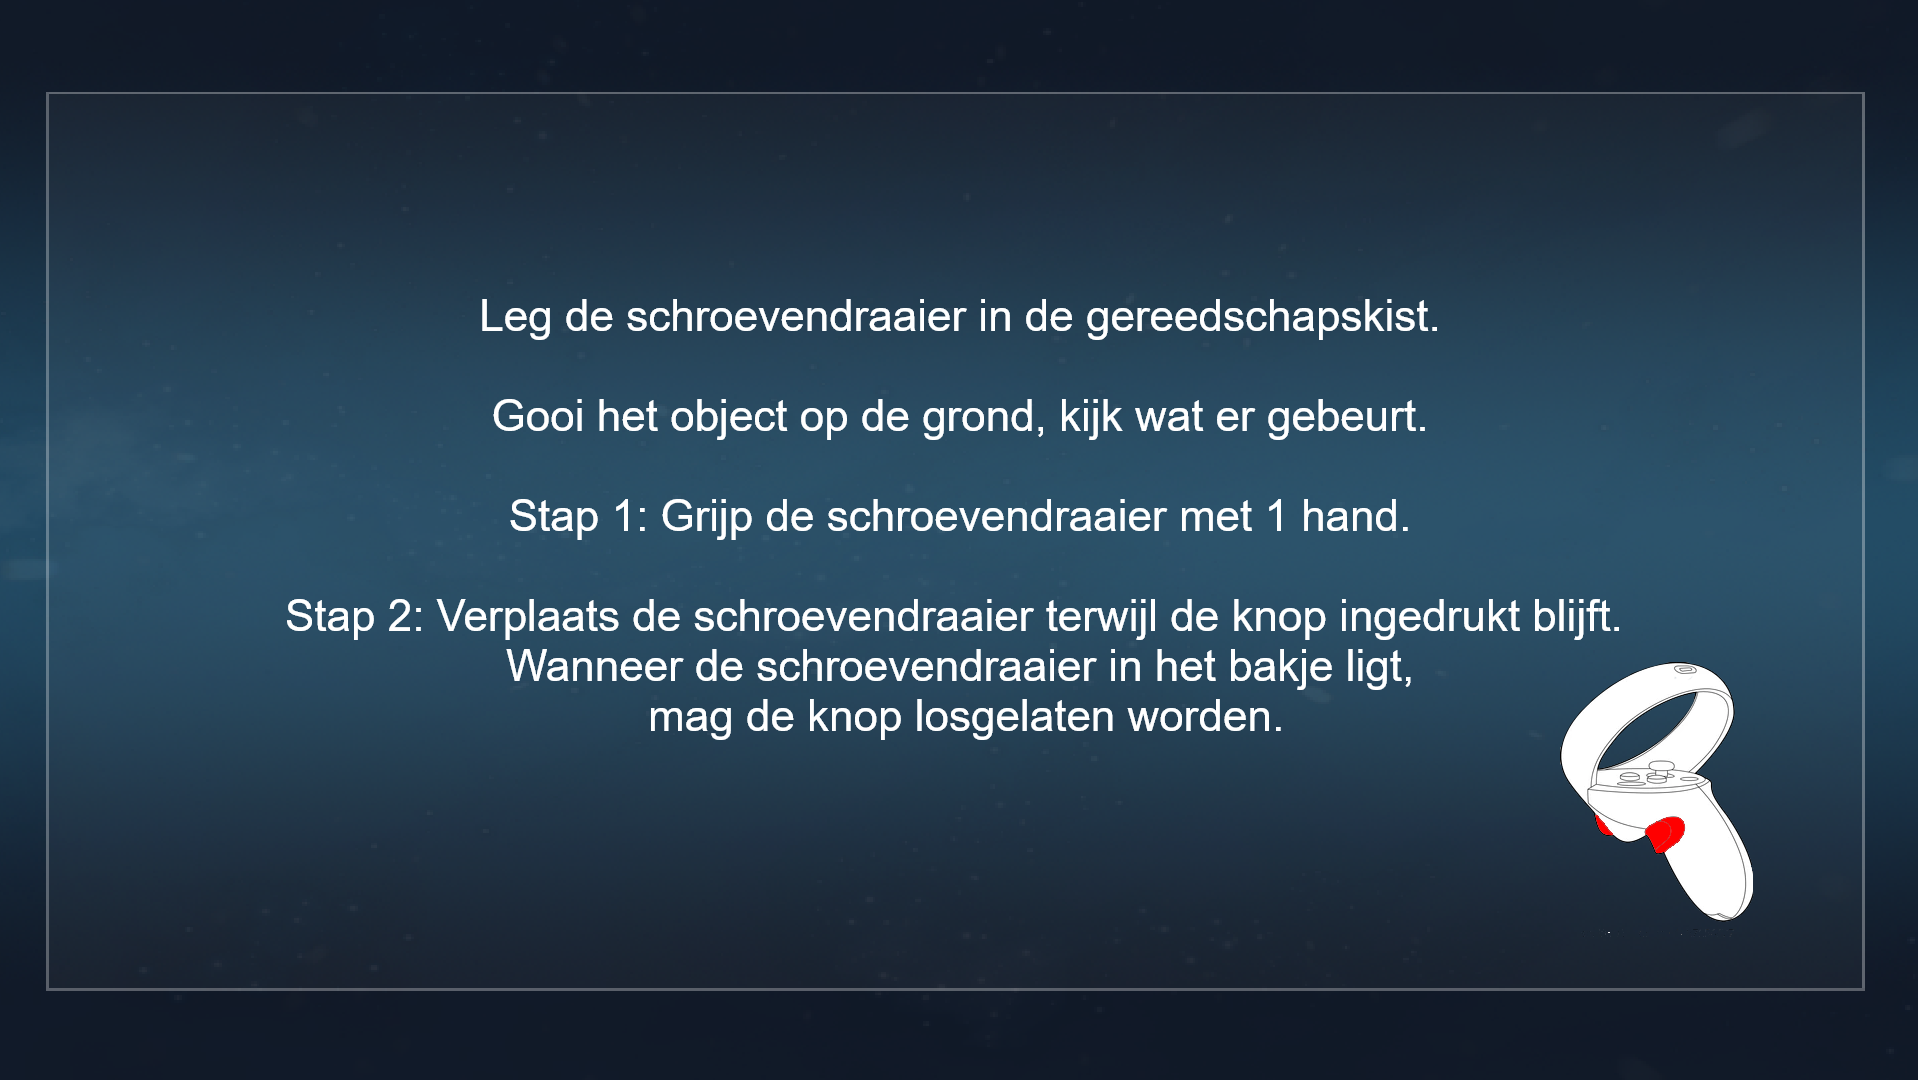 Leg de schroevendraaier in de gereedschapskist.
Gooi het object op de grond, kijk wat er gebeurt.
Stap 1: Grijp de schroevendraaier met 1 hand.
Stap 2: Verplaats de schroevendraaier terwijl de knop ingedrukt blijft.
Wanneer de schroevendraaier in het bakje ligt,
mag de knop losgelaten worden.